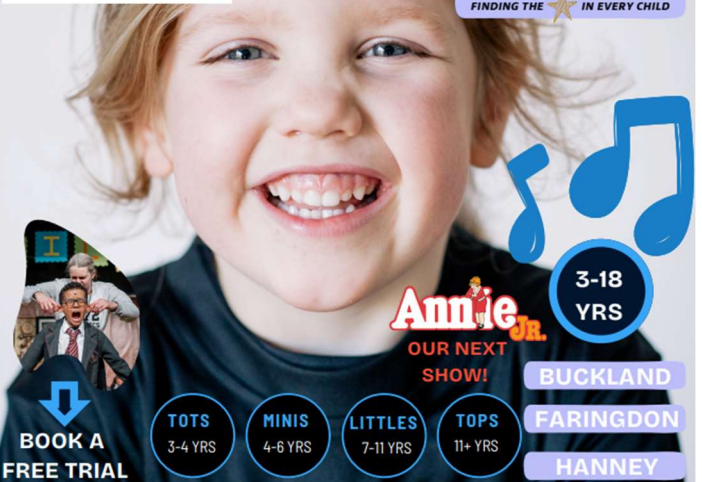 FINDING THE IN EVERY CHILD
3-18
YRS
Annie JR.
OUR NEXT
SHOW!
BUCKLAND
FARINGDON
HANNEY
TOTS
3-4 YRS
MINIS
4-6 YRS
LITTLES
7-11 YRS
TOPS
11+ YRS
BOOK A
FREE TRIAL